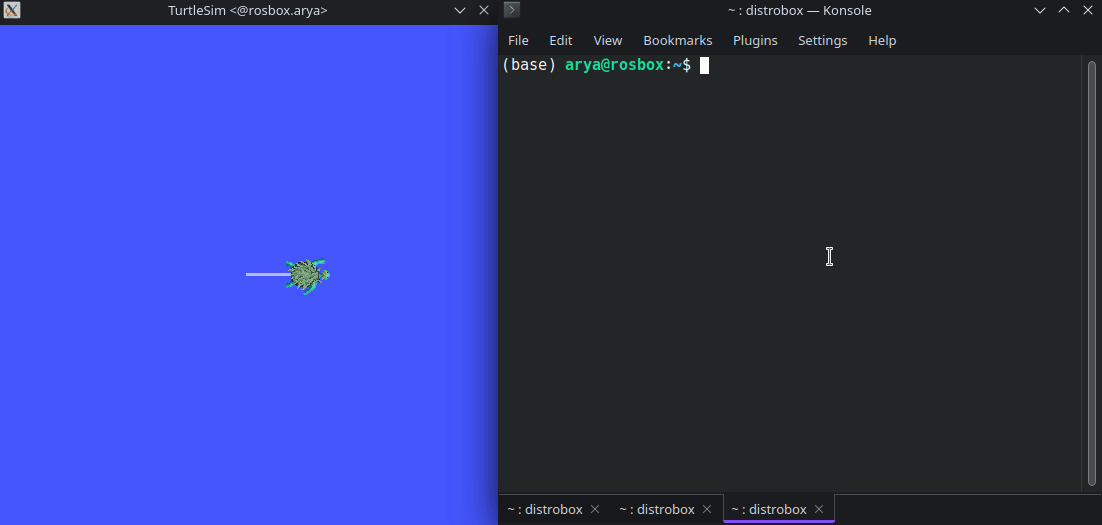 TurtleSim <@rosbox.arya>
~ : distrobox — Konsole
File Edit View Bookmarks Plugins Settings Help
(base) arya@rosbox:~$
~ : distrobox ~ : distrobox ~ : distrobox